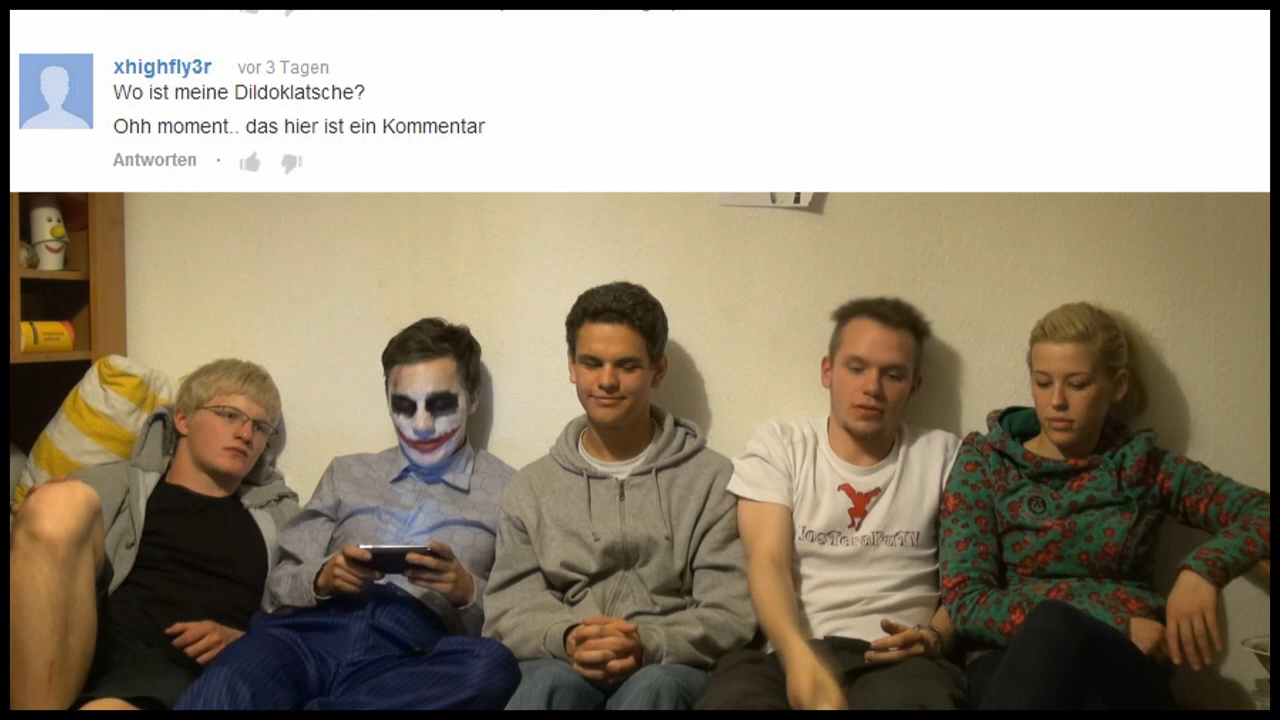 xhighfly3r vor 3 Tagen
Wo ist meine Dildoklatsche?
Ohh moment.. das hier ist ein Kommentar
Antworten ·